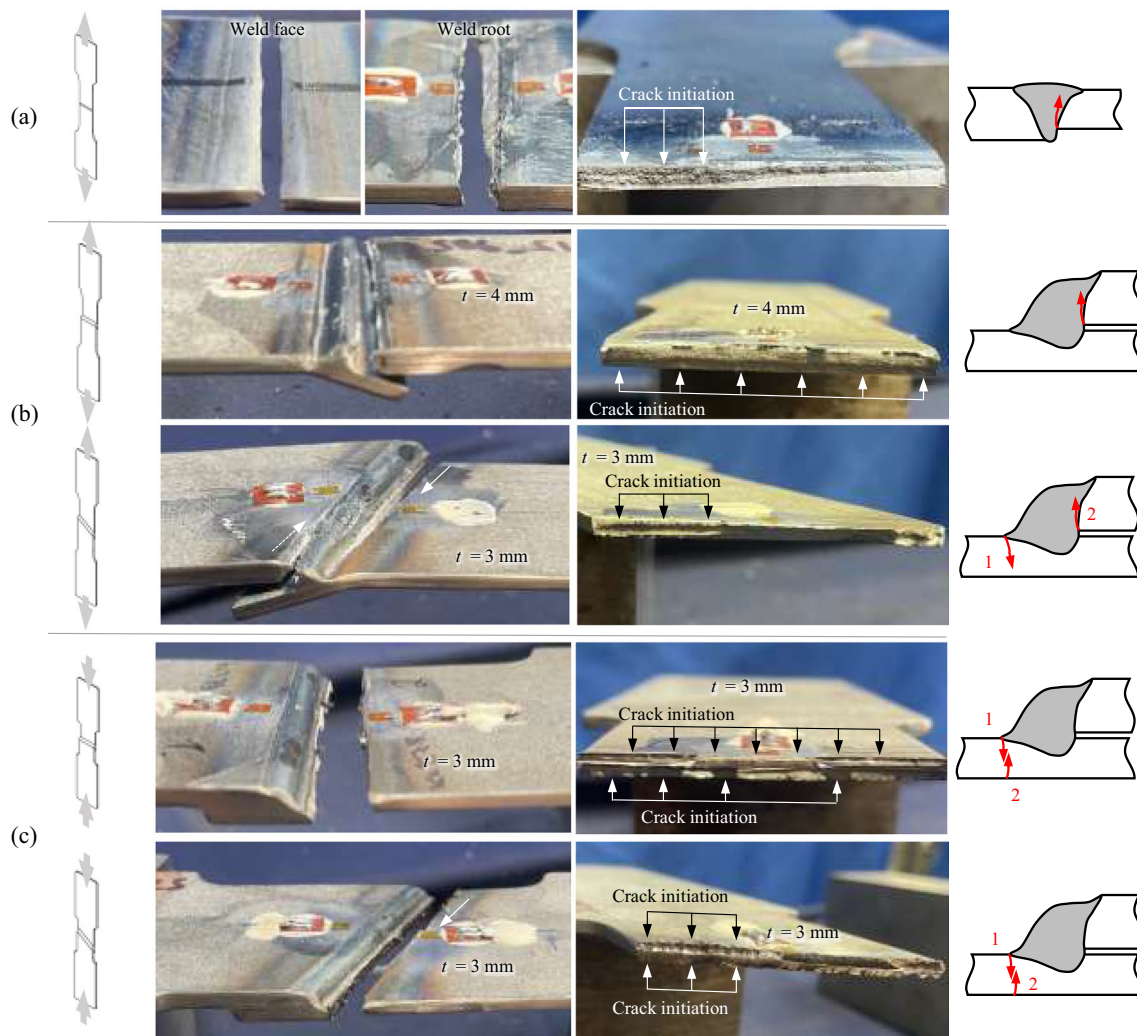 Weld face
Weld root
Crack initiation
(a)
t = 4 mm
t = 4 mm
Crack initiation
(b)
t = 3 mm
Crack initiation
t = 3 mm
2
1
t = 3 mm
Crack initiation
t = 3 mm
Crack initiation
1
2
(c)
Crack initiation
t = 3 mm
t = 3 mm
Crack initiation
1
2